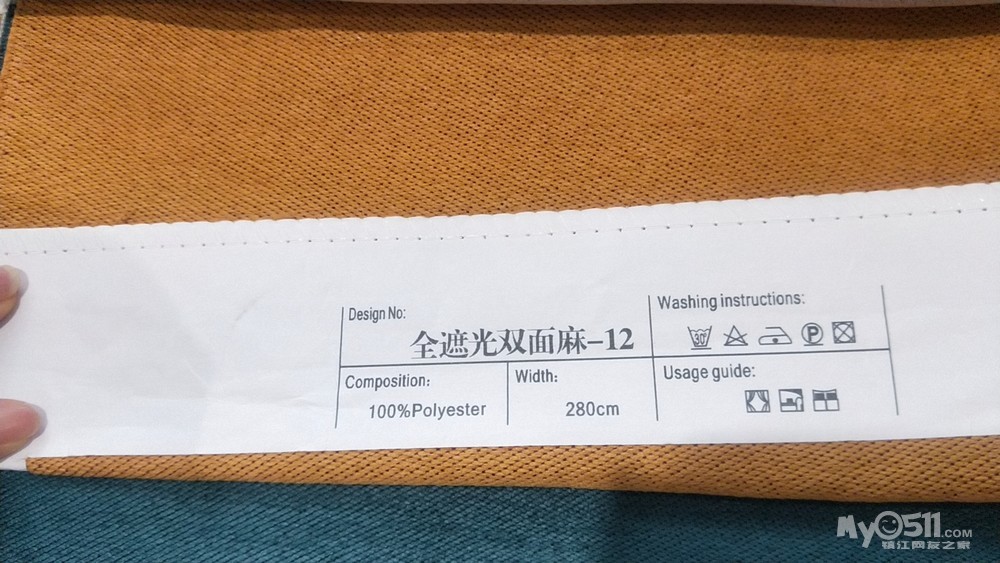 Design No:
全遮光双面麻-12
Washing instructions:
30°
P
Composition:
100%Polyester
Width:
280cm
Usage guide:
My0511.COM
镇江网友之家